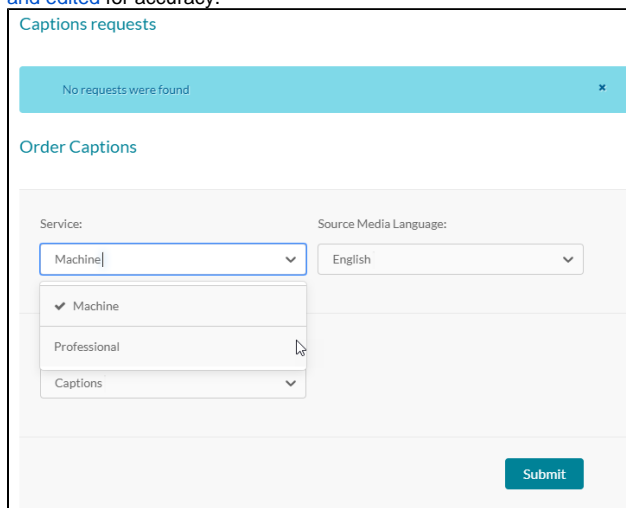 and edited for accuracy.
Captions requests
No requests were found ×
Order Captions
Service: Source Media Language:
Machine English
✔ Machine
Professional
Captions
Submit